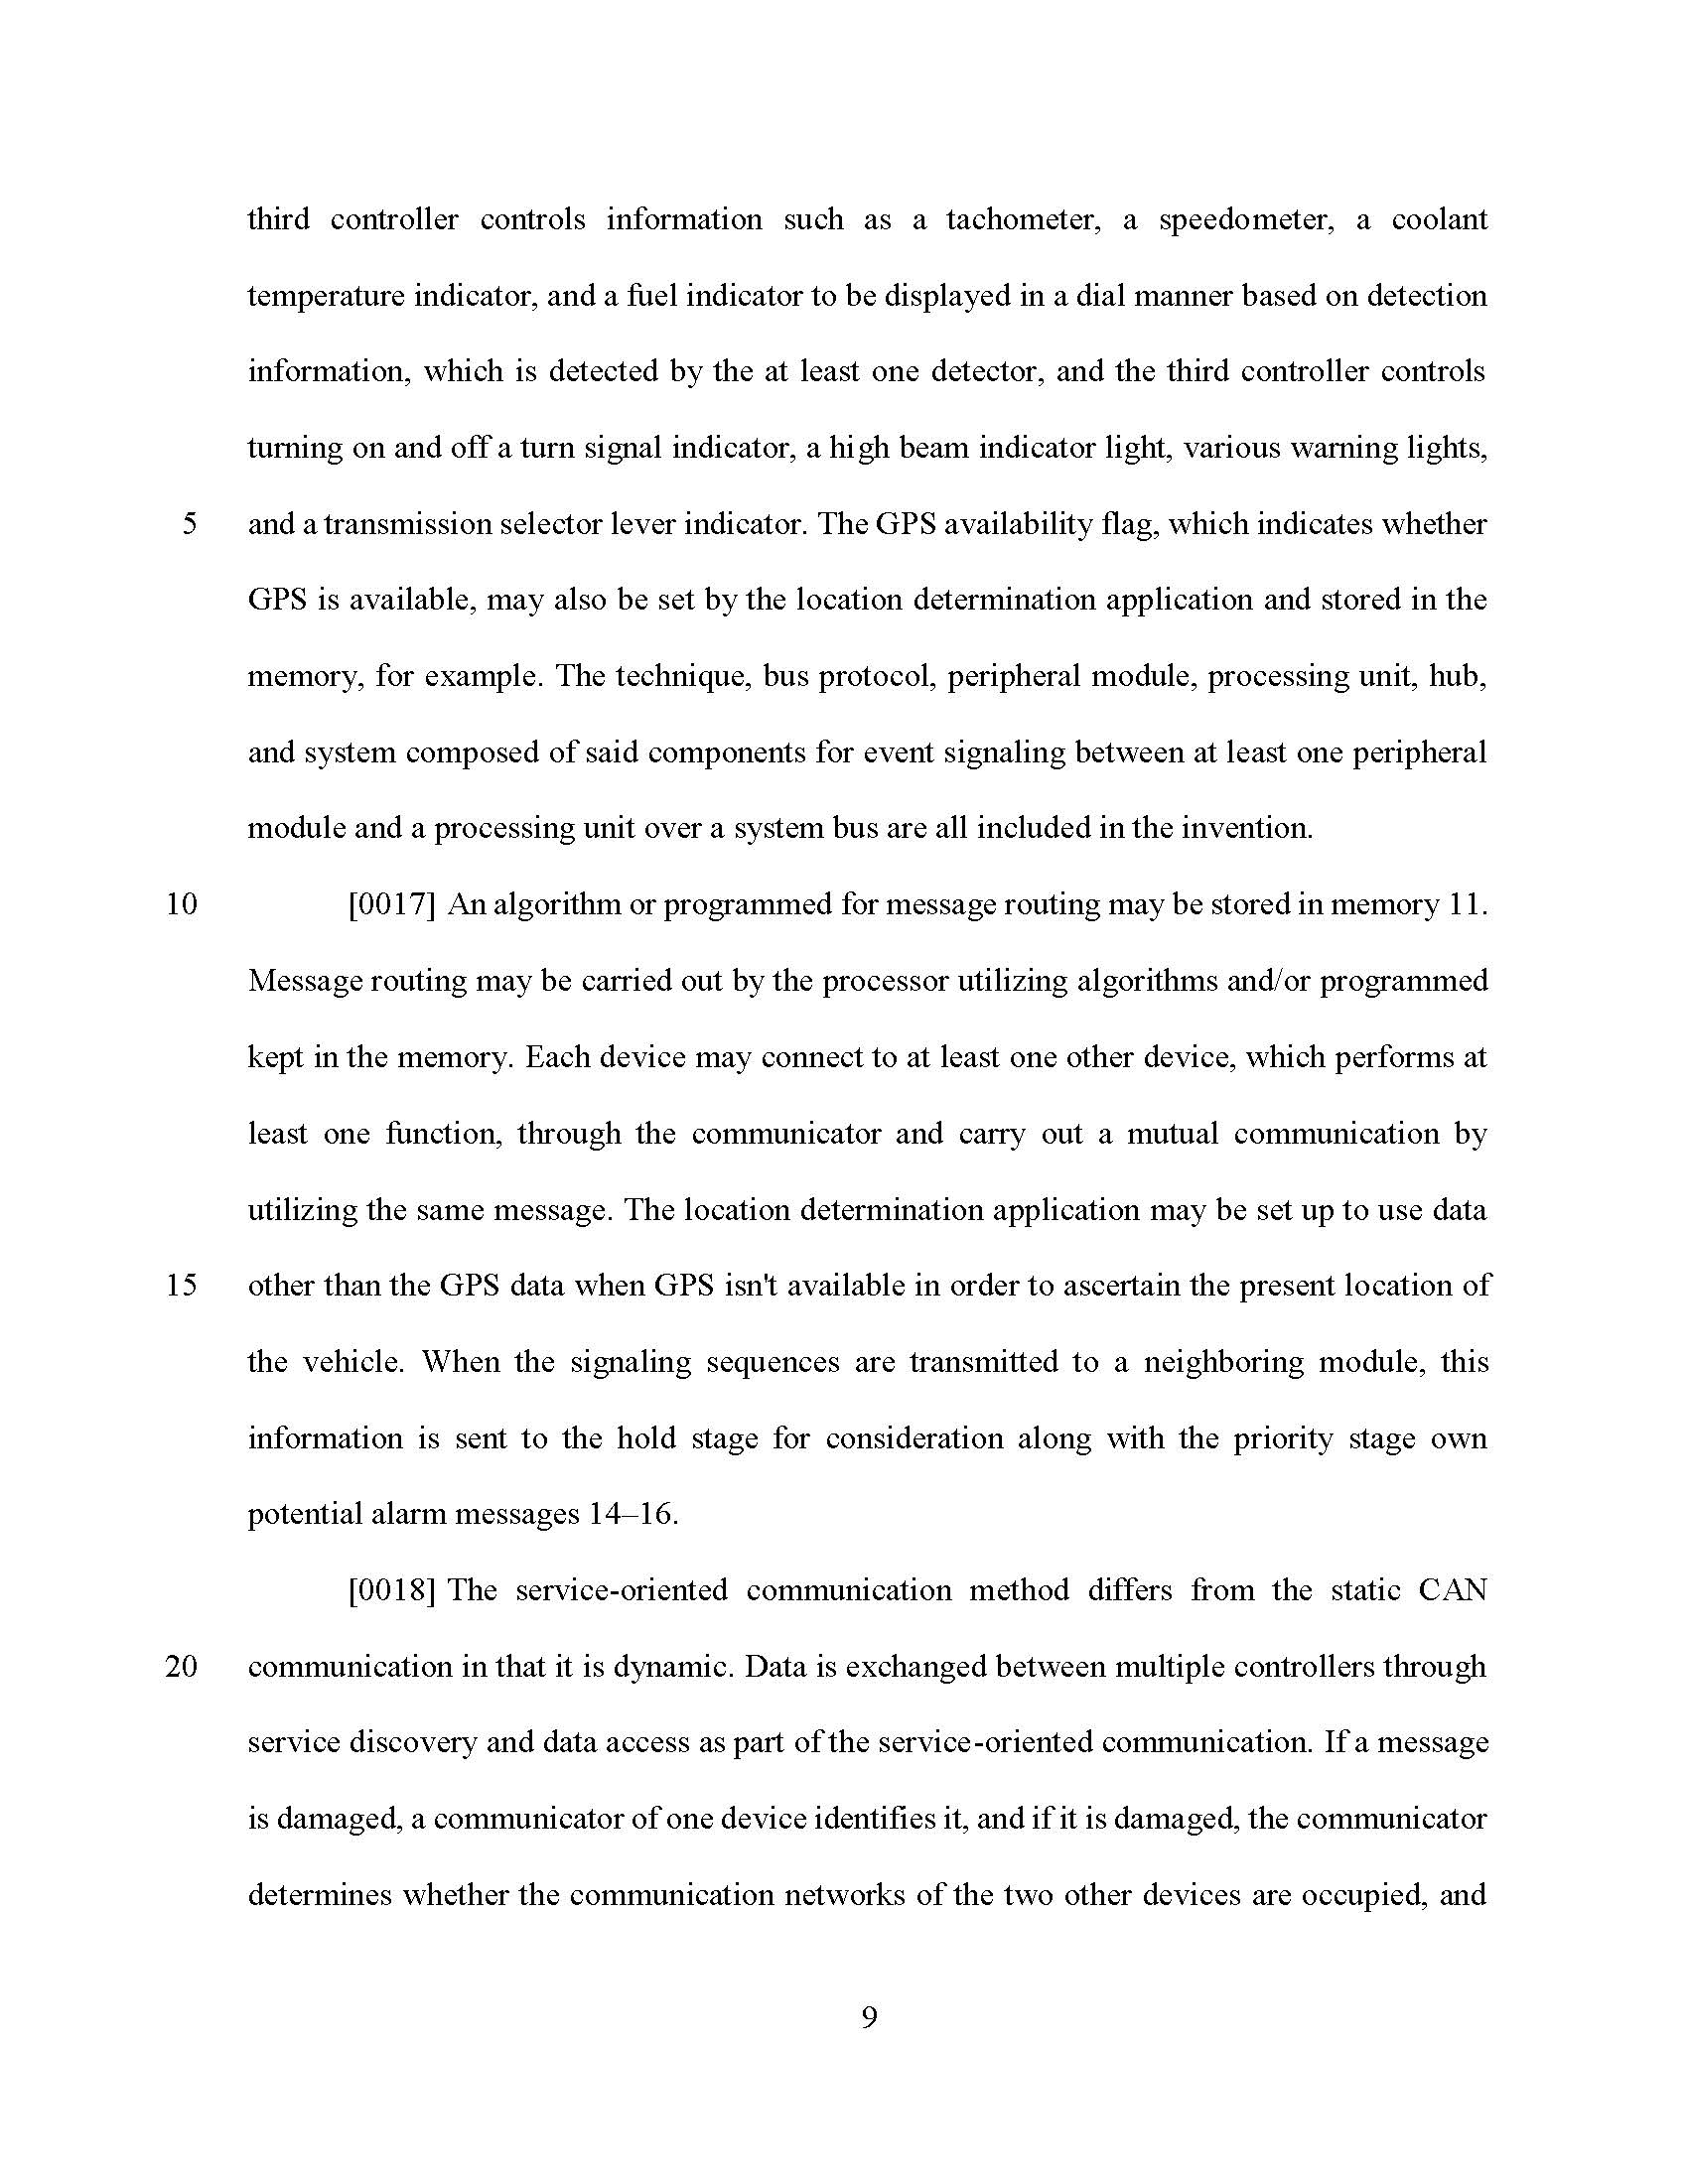 third controller controls information such as a tachometer, a speedometer, a coolant
temperature indicator, and a fuel indicator to be displayed in a dial manner based on detection
information, which is detected by the at least one detector, and the third controller controls
turning on and off a turn signal indicator, a high beam indicator light, various warning lights,
5 and a transmission selector lever indicator. The GPS availability flag, which indicates whether
GPS is available, may also be set by the location determination application and stored in the
memory, for example. The technique, bus protocol, peripheral module, processing unit, hub,
and system composed of said components for event signaling between at least one peripheral
module and a processing unit over a system bus are all included in the invention.
10 [0017] An algorithm or programmed for message routing may be stored in memory 11.
Message routing may be carried out by the processor utilizing algorithms and/or programmed
kept in the memory. Each device may connect to at least one other device, which performs at
least one function, through the communicator and carry out a mutual communication by
utilizing the same message. The location determination application may be set up to use data
15 other than the GPS data when GPS isn't available in order to ascertain the present location of
the vehicle. When the signaling sequences are transmitted to a neighboring module, this
information is sent to the hold stage for consideration along with the priority stage own
potential alarm messages 14–16.
[0018] The service-oriented communication method differs from the static CAN
20 communication in that it is dynamic. Data is exchanged between multiple controllers through
service discovery and data access as part of the service-oriented communication. If a message
is damaged, a communicator of one device identifies it, and if it is damaged, the communicator
determines whether the communication networks of the two other devices are occupied, and
9